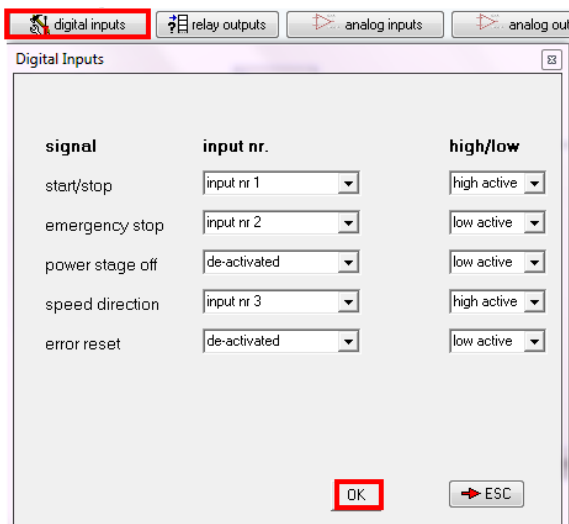 digital inputs relay outputs analog inputs analog out
Digital Inputs
signal input nr. high/low
start/stop input nr 1 high active
emergency stop input nr 2 low active
power stage off de-activated low active
speed direction input nr 3 high active
error reset de-activated low active
OK ESC